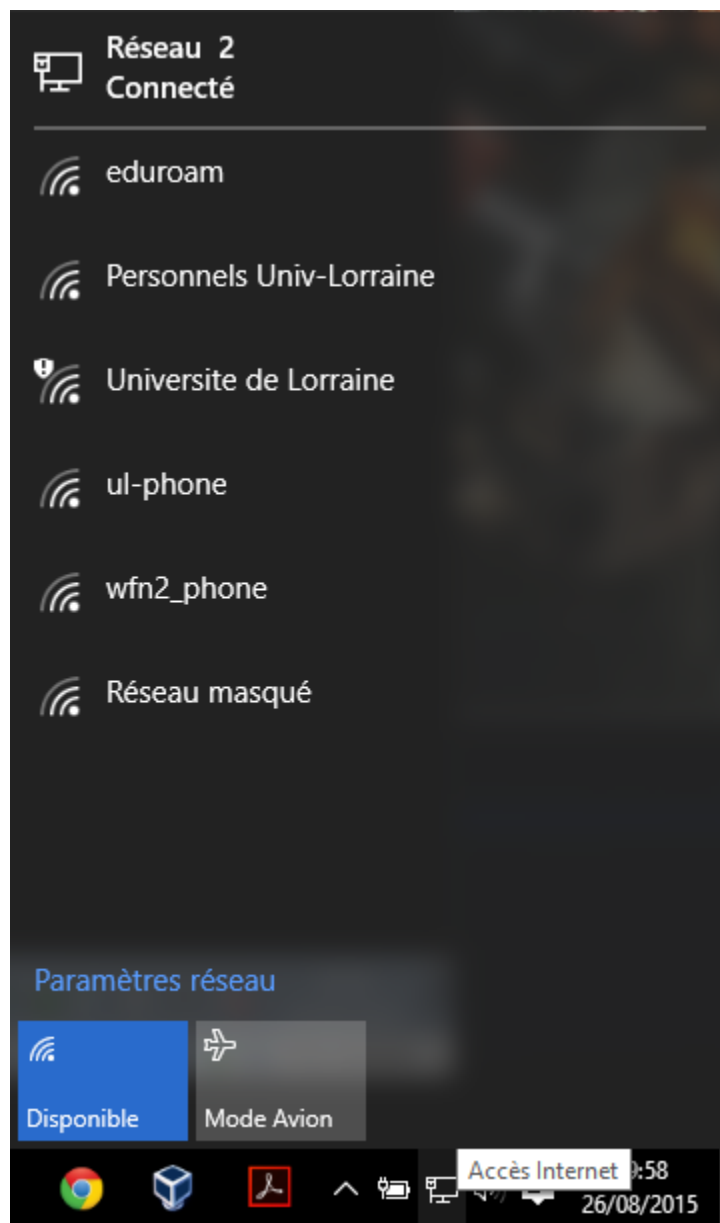 Réseau 2
Connecté
eduroam
Personnels Univ-Lorraine
Universite de Lorraine
ul-phone
wfn2_phone
Réseau masqué
Paramètres réseau
Disponible
Mode Avion
Accès Internet
:58
26/08/2015